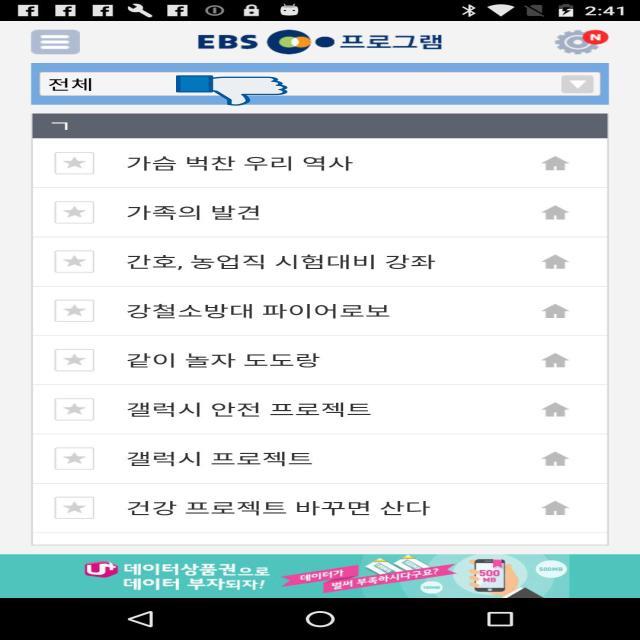 2:41
EBS 프로그램
N
전체
ㄱ
가슴 벅찬 우리 역사
가족의 발견
간호, 농업직 시험대비 강좌
강철소방대 파이어로보
같이 놀자 도도랑
갤럭시 안전 프로젝트
갤럭시 프로젝트
건강 프로젝트 바꾸면 산다
U+ 데이터상품권으로
데이터 부자되자!
데이터가
벌써 부족하시다구요?
500
MB
500MB